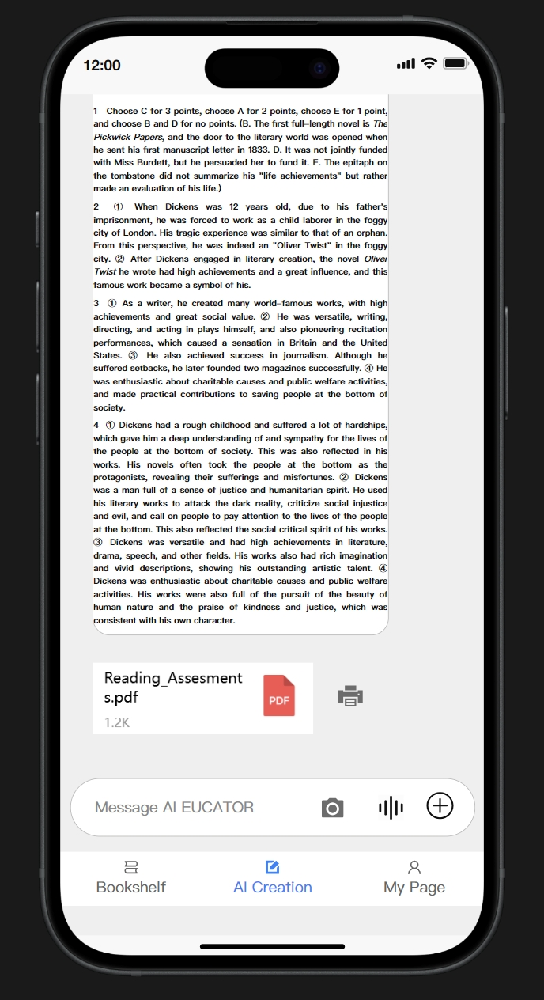 12:00
1 Choose C for 3 points, choose A for 2 points, choose E for 1 point,
and choose B and D for no points. (B. The first full-length novel is The
Pickwick Papers, and the door to the literary world was opened when
he sent his first manuscript letter in 1833. D. It was not jointly funded
with Miss Burdett, but he persuaded her to fund it. E. The epitaph on
the tombstone did not summarize his "life achievements" but rather
made an evaluation of his life.)
2 ① When Dickens was 12 years old, due to his father's
imprisonment, he was forced to work as a child laborer in the foggy
city of London. His tragic experience was similar to that of an orphan.
From this perspective, he was indeed an "Oliver Twist" in the foggy
city. ② After Dickens engaged in literary creation, the novel Oliver
Twist he wrote had high achievements and a great influence, and this
famous work became a symbol of his.
3 ① As a writer, he created many world-famous works, with high
achievements and great social value. ② He was versatile, writing,
directing, and acting in plays himself, and also pioneering recitation
performances, which caused a sensation in Britain and the United
States. ③ He also achieved success in journalism. Although he
suffered setbacks, he later founded two magazines successfully. ④ He
was enthusiastic about charitable causes and public welfare activities,
and made practical contributions to saving people at the bottom of
society.
4 ① Dickens had a rough childhood and suffered a lot of hardships,
which gave him a deep understanding of and sympathy for the lives of
the people at the bottom of society. This was also reflected in his
works. His novels often took the people at the bottom as the
protagonists, revealing their sufferings and misfortunes. ② Dickens
was a man full of a sense of justice and humanitarian spirit. He used
his literary works to attack the dark reality, criticize social injustice
and evil, and call on people to pay attention to the lives of the people
at the bottom. This also reflected the social critical spirit of his works.
③ Dickens was versatile and had high achievements in literature,
drama, speech, and other fields. His works also had rich imagination
and vivid descriptions, showing his outstanding artistic talent. ④
Dickens was enthusiastic about charitable causes and public welfare
activities. His works were also full of the pursuit of the beauty of
human nature and the praise of kindness and justice, which was
consistent with his own character.
Reading_Assesment
s.pdf
PDF
1.2K
Message AI EUCATOR
Bookshelf
AI Creation
My Page